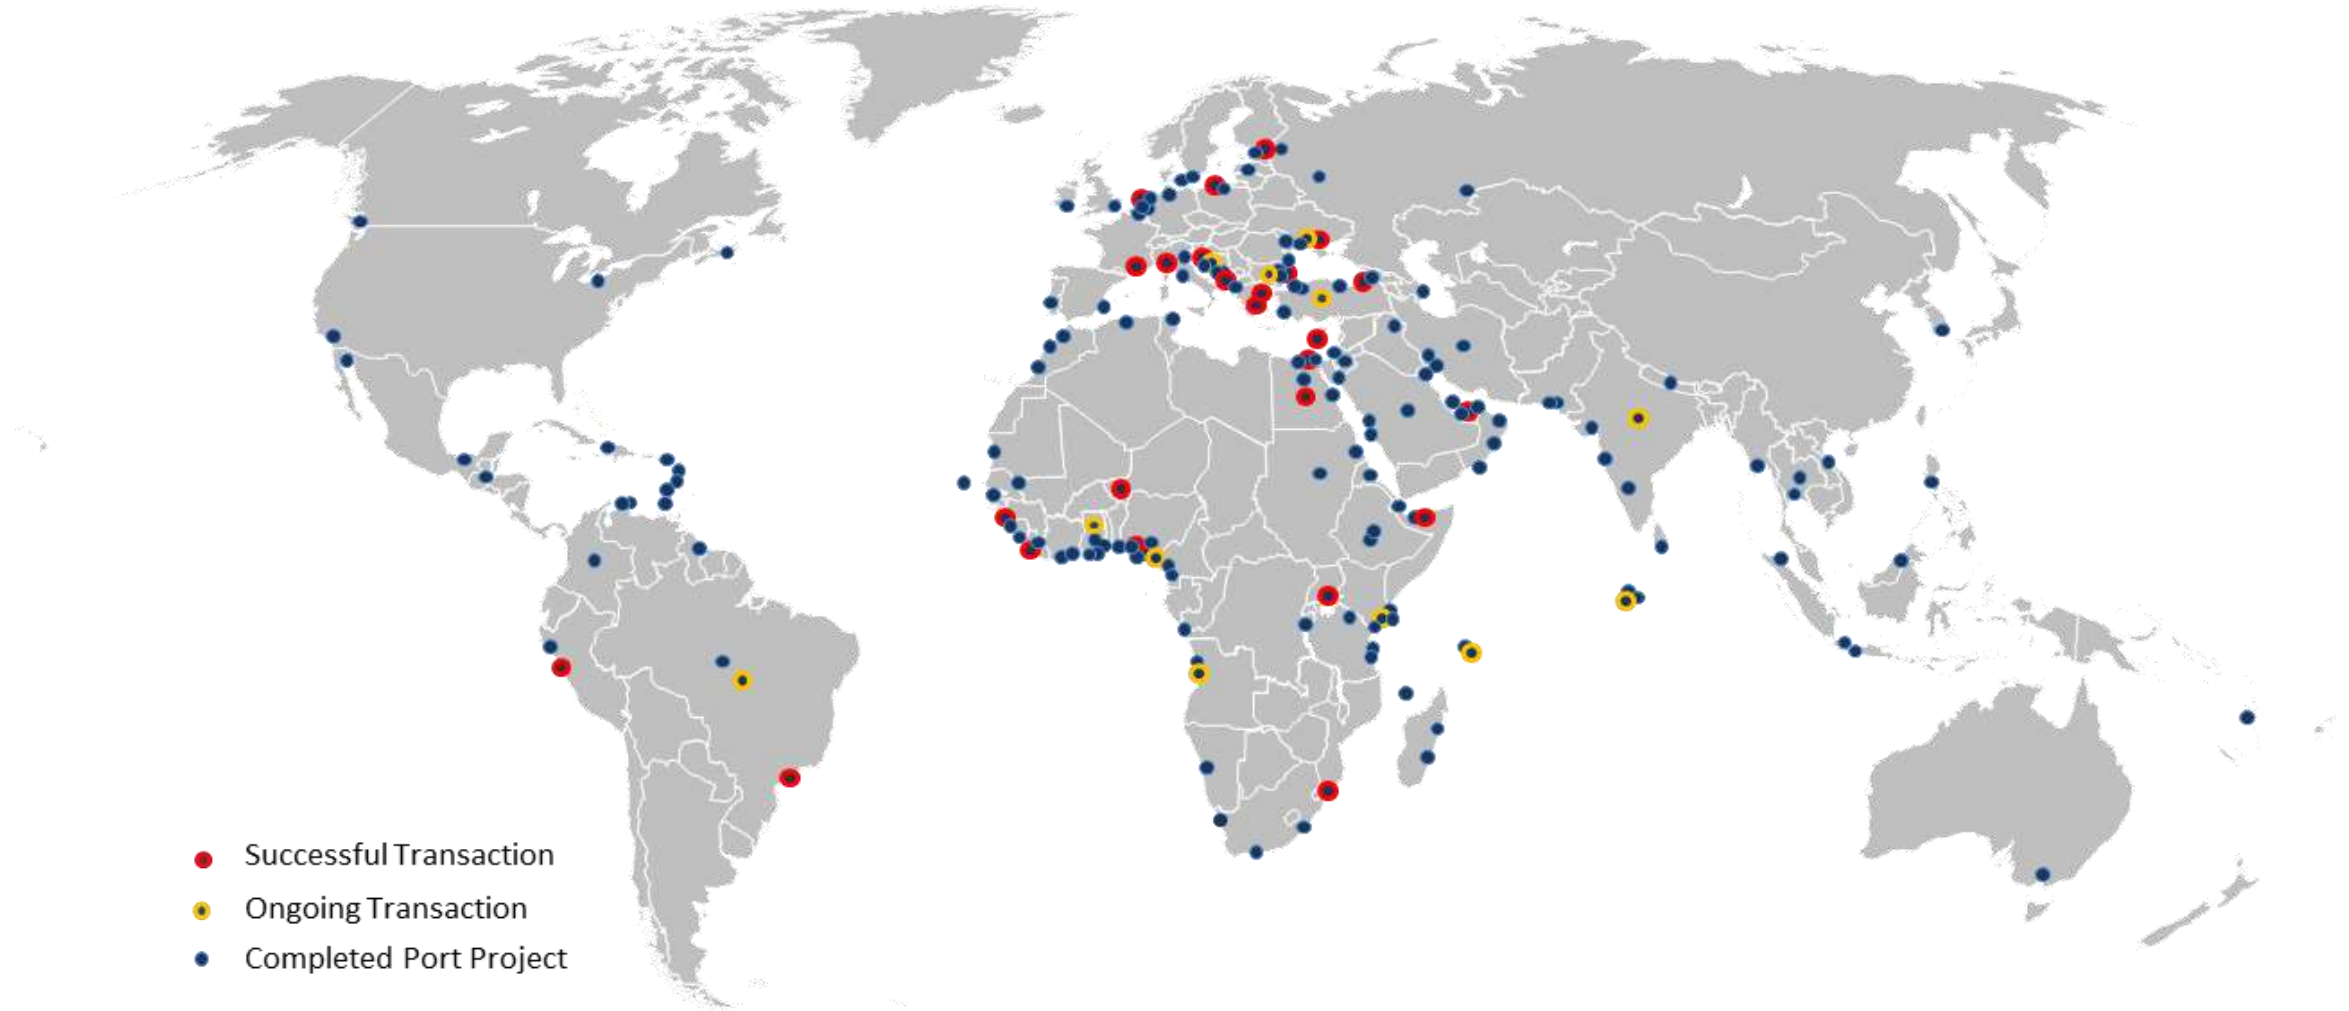 Successful Transaction
Ongoing Transaction
Completed Port Project